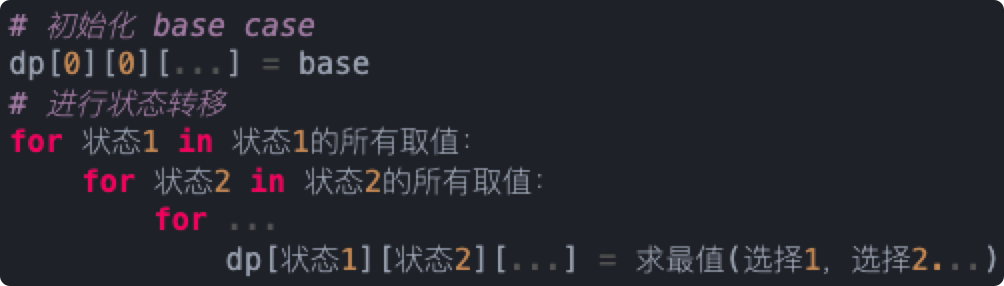 # 初始化 base case
dp[0][0][...] = base
# 进行状态转移
for 状态1 in 状态1的所有取值：
    for 状态2 in 状态2的所有取值：
        for ...
            dp[状态1][状态2][...] = 求最值(选择1，选择2...)